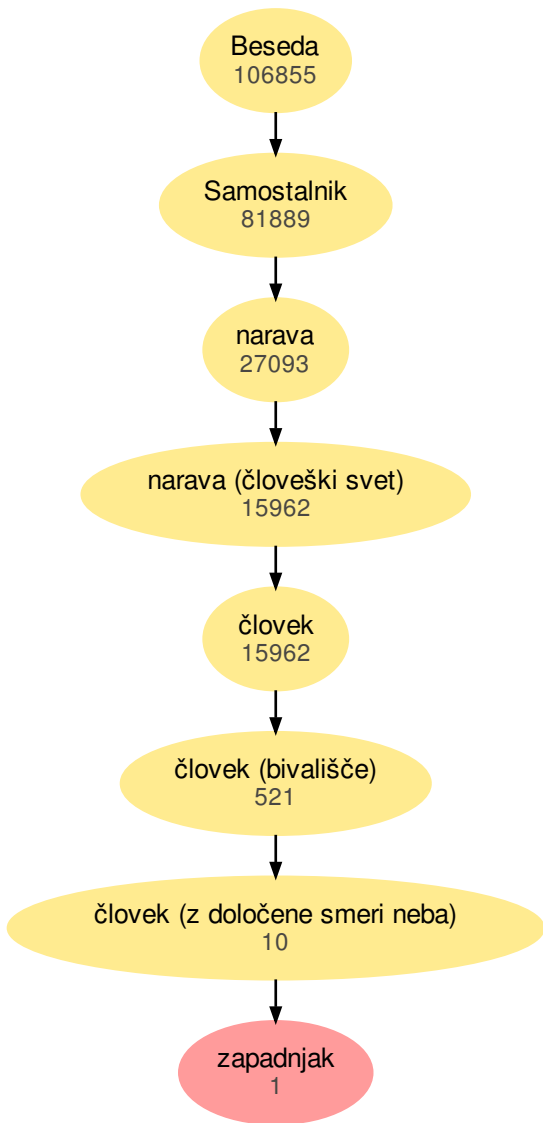 Beseda
106855
Samostalnik
81889
narava
27093
narava (človeški svet)
15962
človek
15962
človek (bivališče)
521
človek (z določene smeri neba)
10
zapadnjak
1